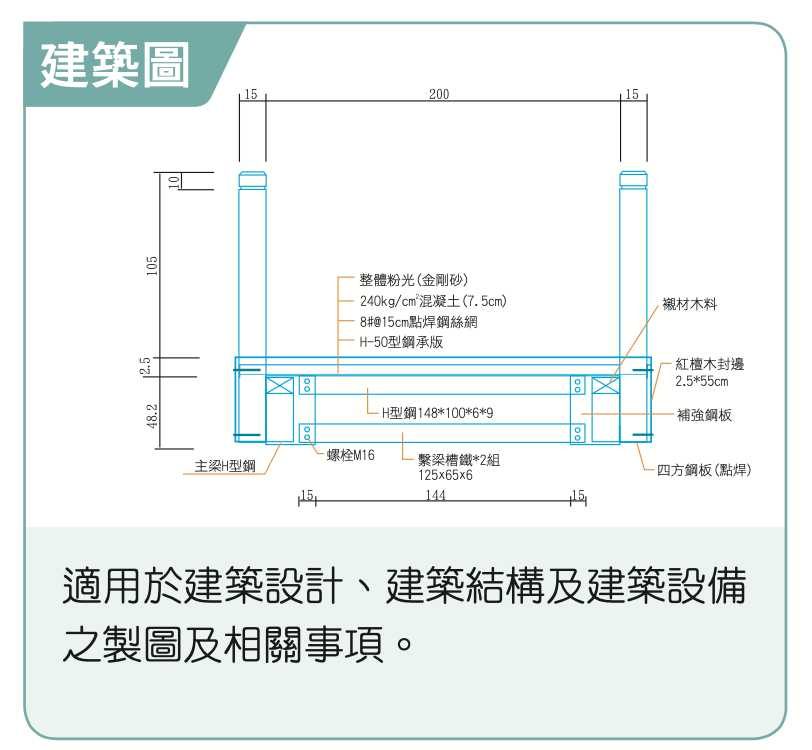 建築圖
15
200
15
10
105
整體粉光(金剛砂)
240kg/cm²混凝土(7.5cm)
8#@15cm點焊鋼絲網
H-50型鋼承版
襯材木料
2.5
紅檀木封邊
2.5*55cm
48.2
H型鋼148*100*6*9
補強鋼板
主梁H型鋼
螺栓M16
繫梁槽鐵*2組
125x65x6
四方鋼板(點焊)
15
144
15
適用於建築設計、建築結構及建築設備
之製圖及相關事項。